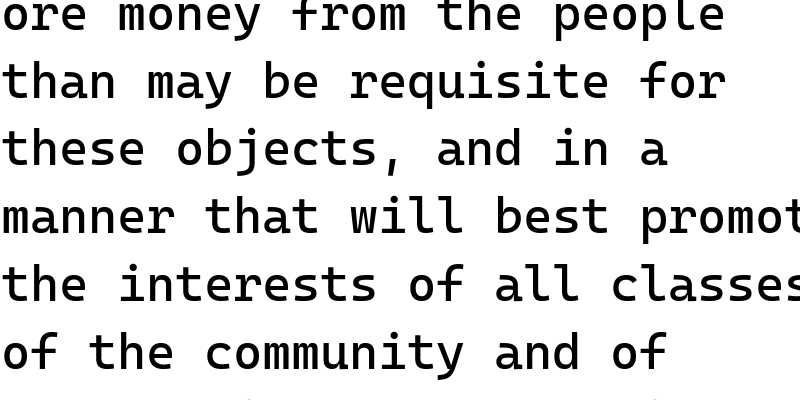 ore money from the people
than may be requisite for
these objects, and in a
manner that will best promot
the interests of all classes
of the community and of